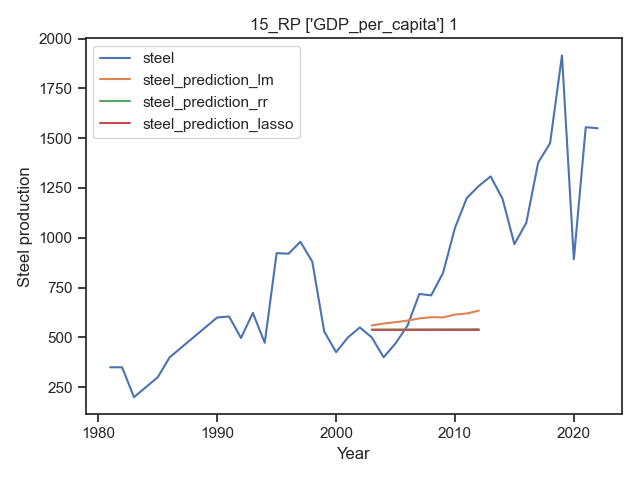 15_RP ['GDP_per_capita'] 1
steel
steel_prediction_lm
steel_prediction_rr
steel_prediction_lasso
Steel production
2000
1750
1500
1250
1000
750
500
250
1980 1990 2000 2010 2020
Year